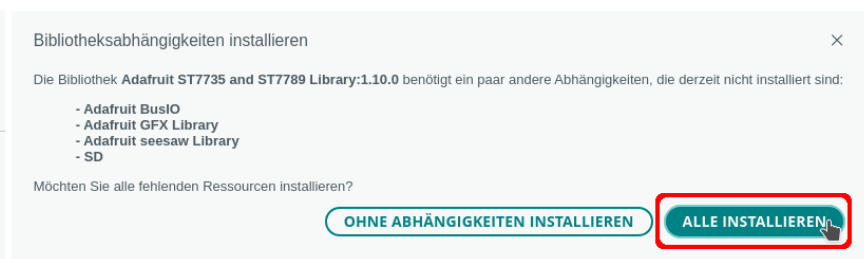 Bibliotheksabhängigkeiten installieren
Die Bibliothek Adafruit ST7735 and ST7789 Library:1.10.0 benötigt ein paar andere Abhängigkeiten, die derzeit nicht installiert sind:
- Adafruit BusIO
- Adafruit GFX Library
- Adafruit seesaw Library
- SD
Möchten Sie alle fehlenden Ressourcen installieren?
OHNE ABHÄNGIGKEITEN INSTALLIEREN ALLE INSTALLIEREN